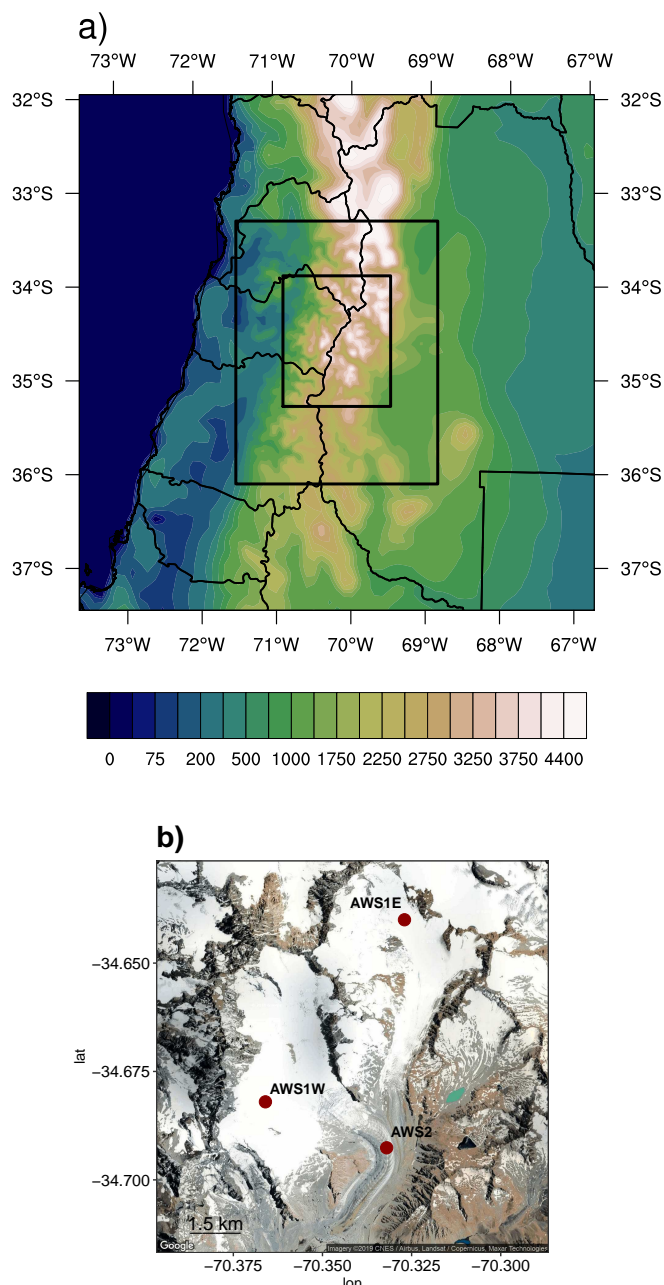 a)
73°W 72°W 71°W 70°W 69°W 68°W 67°W
32°S 32°S
33°S 33°S
34°S 34°S
35°S 35°S
36°S 36°S
37°S 37°S
73°W 72°W 71°W 70°W 69°W 68°W 67°W
0 75 200 500 1000 1750 2250 2750 3250 3750 4400
b)
AWS1E
−34.650
lat
−34.675
AWS1W
AWS2
−34.700
1.5 km
Google
Imagery ©2019 CNES / Airbus, Landsat / Copernicus, Maxar Technologies
−70.375 −70.350 −70.325 −70.300
lon